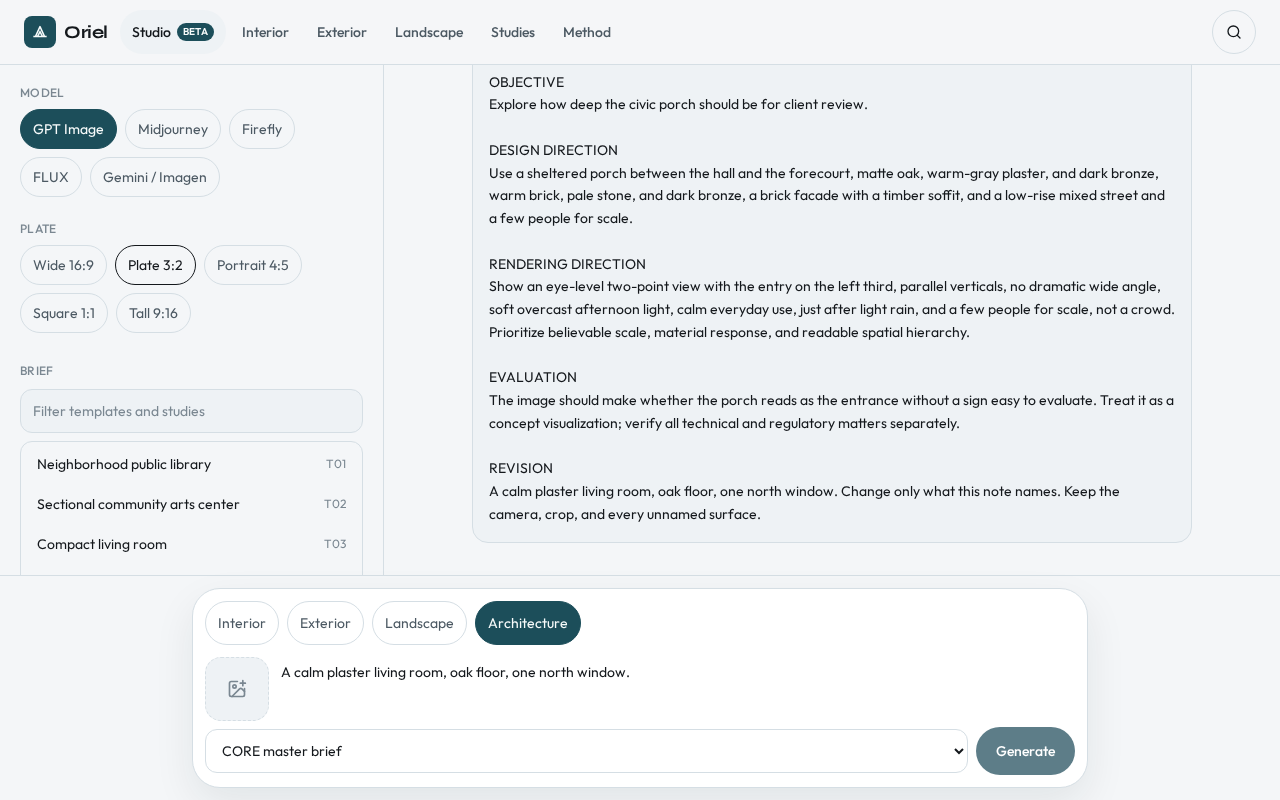 Oriel
Studio BETA
Interior
Exterior
Landscape
Studies
Method
MODEL
GPT Image
Midjourney
Firefly
FLUX
Gemini / Imagen
PLATE
Wide 16:9
Plate 3:2
Portrait 4:5
Square 1:1
Tall 9:16
BRIEF
Filter templates and studies
Neighborhood public library T01
Sectional community arts center T02
Compact living room T03
OBJECTIVE
Explore how deep the civic porch should be for client review.
DESIGN DIRECTION
Use a sheltered porch between the hall and the forecourt, matte oak, warm-gray plaster, and dark bronze,
warm brick, pale stone, and dark bronze, a brick facade with a timber soffit, and a low-rise mixed street and
a few people for scale.
RENDERING DIRECTION
Show an eye-level two-point view with the entry on the left third, parallel verticals, no dramatic wide angle,
soft overcast afternoon light, calm everyday use, just after light rain, and a few people for scale, not a crowd.
Prioritize believable scale, material response, and readable spatial hierarchy.
EVALUATION
The image should make whether the porch reads as the entrance without a sign easy to evaluate. Treat it as a
concept visualization; verify all technical and regulatory matters separately.
REVISION
A calm plaster living room, oak floor, one north window. Change only what this note names. Keep the
camera, crop, and every unnamed surface.
Interior
Exterior
Landscape
Architecture
A calm plaster living room, oak floor, one north window.
CORE master brief
Generate